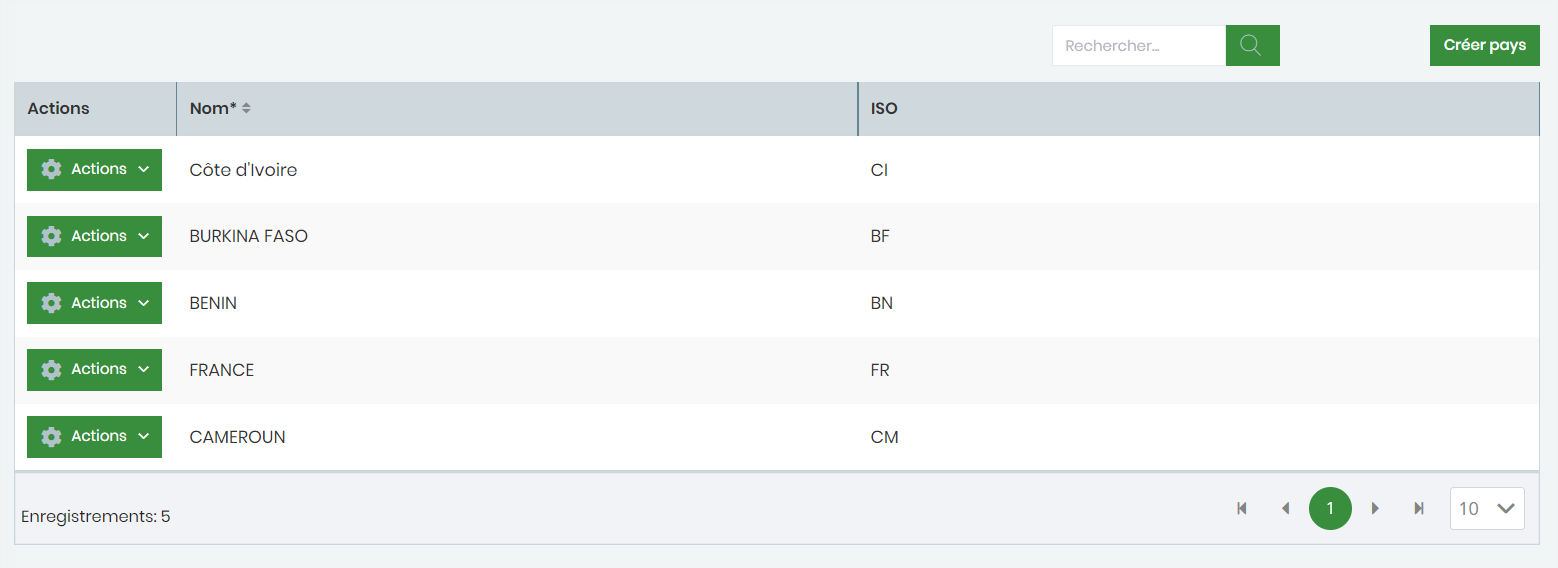 Rechercher...
Créer pays
Actions Nom* ISO
Actions Côte d'Ivoire CI
Actions BURKINA FASO BF
Actions BENIN BN
Actions FRANCE FR
Actions CAMEROUN CM
Enregistrements: 5 1 10